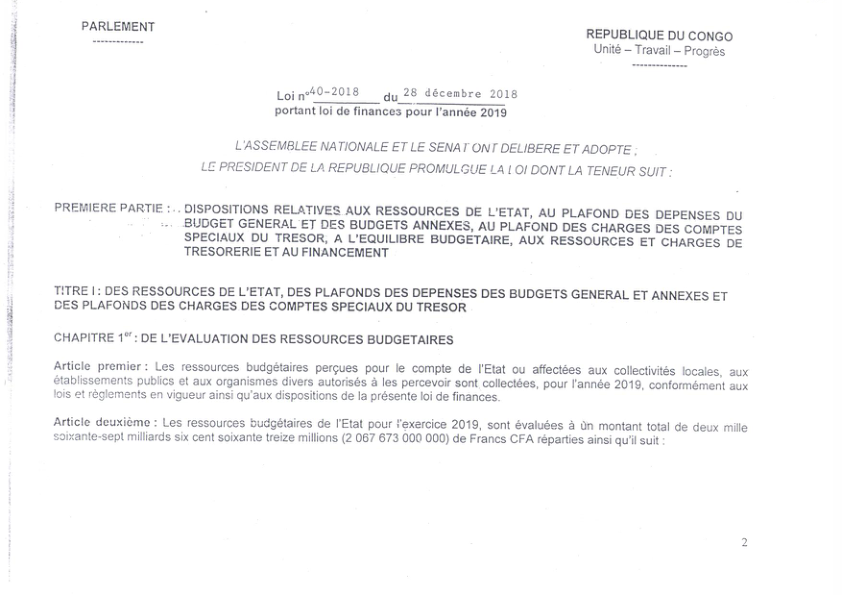 PARLEMENT
-------------
REPUBLIQUE DU CONGO
Unité – Travail – Progrès
--------------
Loi n° 40-2018 du 28 décembre 2018
portant loi de finances pour l'année 2019
L'ASSEMBLEE NATIONALE ET LE SENAT ONT DELIBERE ET ADOPTE ;
LE PRESIDENT DE LA REPUBLIQUE PROMULGUE LA LOI DONT LA TENEUR SUIT :
PREMIERE PARTIE : DISPOSITIONS RELATIVES AUX RESSOURCES DE L'ETAT, AU PLAFOND DES DEPENSES DU
BUDGET GENERAL ET DES BUDGETS ANNEXES, AU PLAFOND DES CHARGES DES COMPTES
SPECIAUX DU TRESOR, A L'EQUILIBRE BUDGETAIRE, AUX RESSOURCES ET CHARGES DE
TRESORERIE ET AU FINANCEMENT
TITRE I : DES RESSOURCES DE L'ETAT, DES PLAFONDS DES DEPENSES DES BUDGETS GENERAL ET ANNEXES ET
DES PLAFONDS DES CHARGES DES COMPTES SPECIAUX DU TRESOR
CHAPITRE 1er : DE L'EVALUATION DES RESSOURCES BUDGETAIRES
Article premier : Les ressources budgétaires perçues pour le compte de l'Etat ou affectées aux collectivités locales, aux
établissements publics et aux organismes divers autorisés à les percevoir sont collectées, pour l'année 2019, conformément aux
lois et règlements en vigueur ainsi qu'aux dispositions de la présente loi de finances.
Article deuxième : Les ressources budgétaires de l'Etat pour l'exercice 2019, sont évaluées à un montant total de deux mille
soixante-sept milliards six cent soixante treize millions (2 067 673 000 000) de Francs CFA réparties ainsi qu'il suit :
2